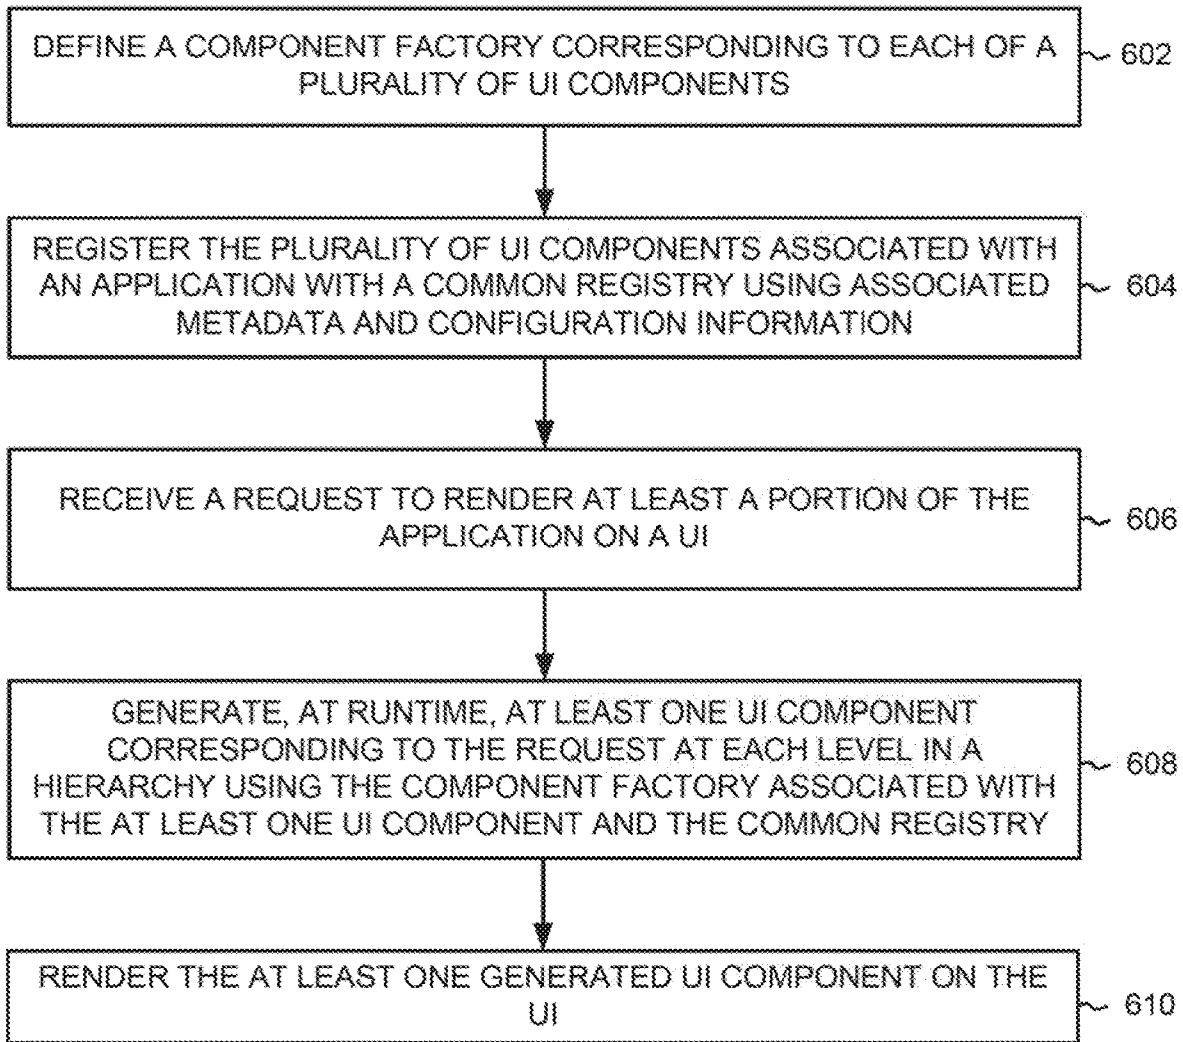 DEFINE A COMPONENT FACTORY CORRESPONDING TO EACH OF A
PLURALITY OF UI COMPONENTS
602
REGISTER THE PLURALITY OF UI COMPONENTS ASSOCIATED WITH
AN APPLICATION WITH A COMMON REGISTRY USING ASSOCIATED
METADATA AND CONFIGURATION INFORMATION
604
RECEIVE A REQUEST TO RENDER AT LEAST A PORTION OF THE
APPLICATION ON A UI
606
GENERATE, AT RUNTIME, AT LEAST ONE UI COMPONENT
CORRESPONDING TO THE REQUEST AT EACH LEVEL IN A
HIERARCHY USING THE COMPONENT FACTORY ASSOCIATED WITH
THE AT LEAST ONE UI COMPONENT AND THE COMMON REGISTRY
608
RENDER THE AT LEAST ONE GENERATED UI COMPONENT ON THE
UI
610